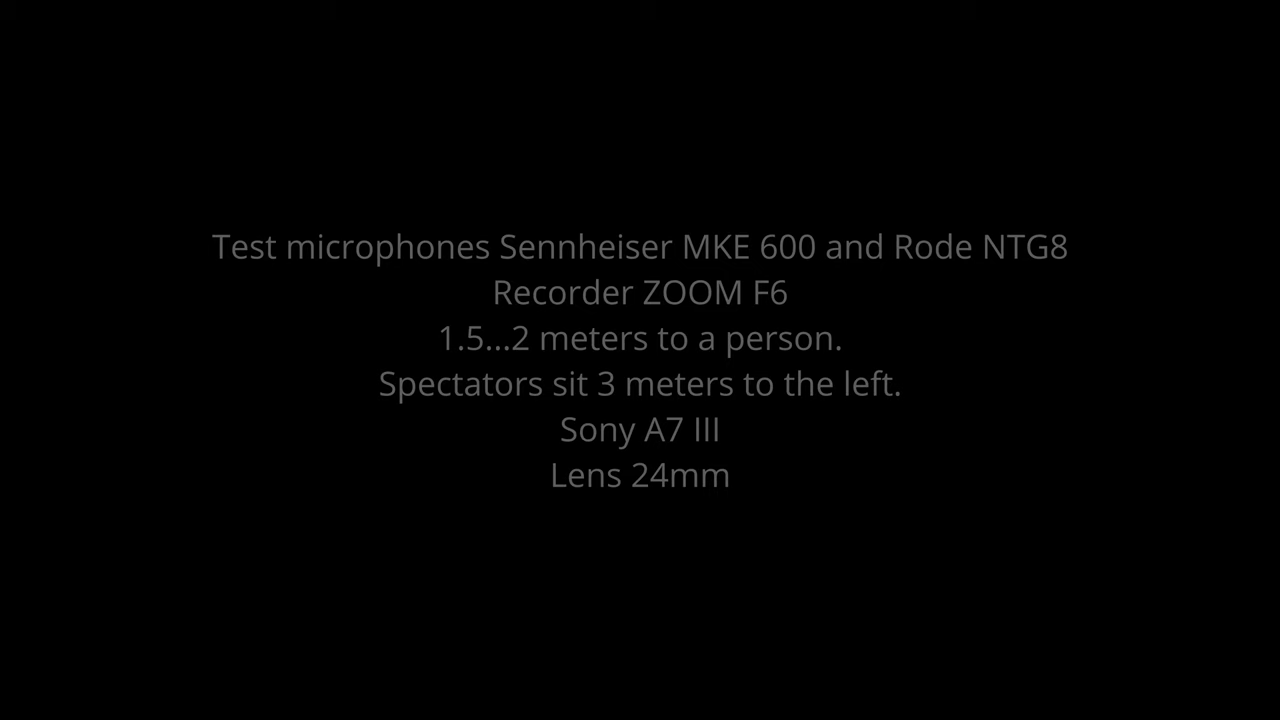 Test microphones Sennheiser MKE 600 and Rode NTG8
Recorder ZOOM F6
1.5...2 meters to a person.
Spectators sit 3 meters to the left.
Sony A7 III
Lens 24mm